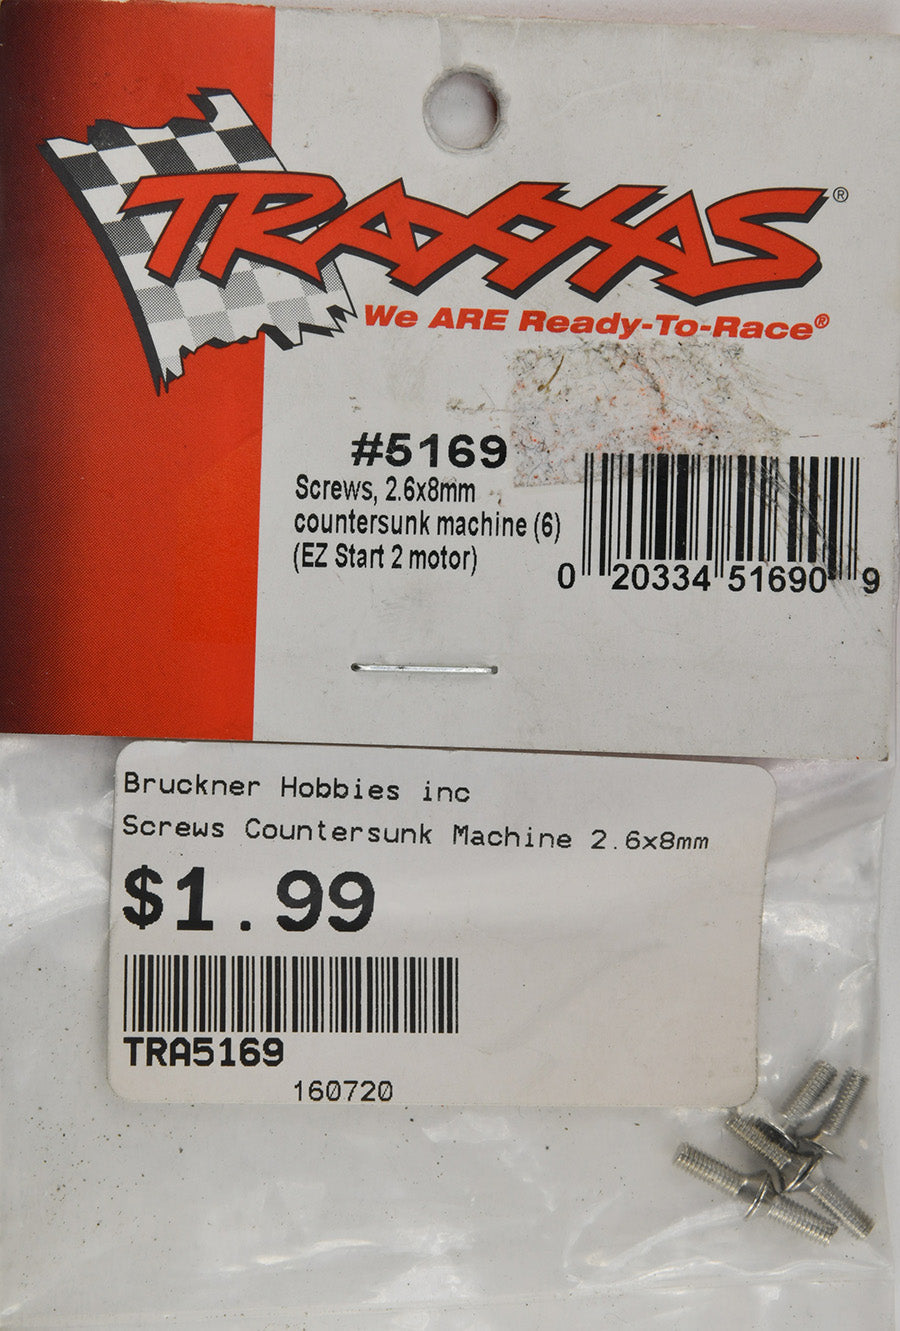 TRAXXAS®
We ARE Ready-To-Race®
#5169
Screws, 2.6x8mm
countersunk machine (6)
(EZ Start 2 motor)
0 20334 51690 9
Bruckner Hobbies inc
Screws Countersunk Machine 2.6x8mm
$1.99
TRA5169
160720